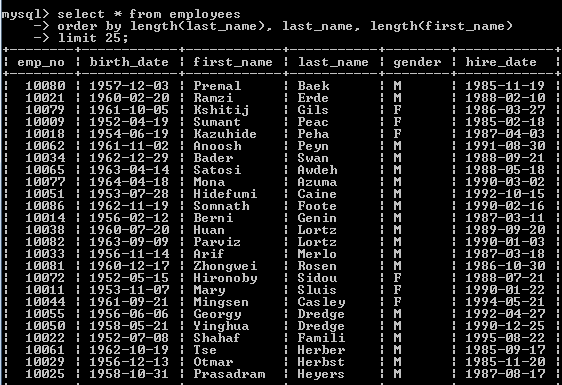 mysql> select * from employees
    -> order by length(last_name), last_name, length(first_name)
    -> limit 25;
+--------+------------+------------+-----------+--------+------------+
| emp_no | birth_date | first_name | last_name | gender | hire_date  |
+--------+------------+------------+-----------+--------+------------+
|  10080 | 1957-12-03 | Premal     | Baek      | M      | 1985-11-19 |
|  10021 | 1960-02-20 | Ramzi      | Erde      | M      | 1988-02-10 |
|  10079 | 1961-10-05 | Kshitij    | Gils      | F      | 1986-03-27 |
|  10009 | 1952-04-19 | Sumant     | Peac      | F      | 1985-02-18 |
|  10018 | 1954-06-19 | Kazuhide   | Peha      | F      | 1987-04-03 |
|  10062 | 1961-11-02 | Anoosh     | Peyn      | M      | 1991-08-30 |
|  10034 | 1962-12-29 | Bader      | Swan      | M      | 1988-09-21 |
|  10065 | 1963-04-14 | Satosi     | Awdeh     | M      | 1988-05-18 |
|  10077 | 1964-04-18 | Mona       | Azuma     | M      | 1990-03-02 |
|  10051 | 1953-07-28 | Hidefumi   | Caine     | M      | 1992-10-15 |
|  10086 | 1962-11-19 | Somnath    | Foote     | M      | 1990-02-16 |
|  10014 | 1956-02-12 | Berni      | Genin     | M      | 1987-03-11 |
|  10038 | 1960-07-20 | Huan       | Lortz     | M      | 1989-09-20 |
|  10082 | 1963-09-09 | Parviz     | Lortz     | M      | 1990-01-03 |
|  10033 | 1956-11-14 | Arif       | Merlo     | M      | 1987-03-18 |
|  10081 | 1960-12-17 | Zhongwei   | Rosen     | M      | 1986-10-30 |
|  10072 | 1952-05-15 | Hironoby   | Sidou     | F      | 1988-07-21 |
|  10011 | 1953-11-07 | Mary       | Sluis     | F      | 1990-01-22 |
|  10044 | 1961-09-21 | Mingsen    | Casley    | F      | 1994-05-21 |
|  10055 | 1956-06-06 | Georgy     | Dredge    | M      | 1992-04-27 |
|  10050 | 1958-05-21 | Yinghua    | Dredge    | M      | 1990-12-25 |
|  10022 | 1952-07-08 | Shahaf     | Famili    | M      | 1995-08-22 |
|  10061 | 1962-10-19 | Tse        | Herber    | M      | 1985-09-17 |
|  10029 | 1956-12-13 | Otmar      | Herbst    | M      | 1985-11-20 |
|  10025 | 1958-10-31 | Prasadram  | Heyers    | M      | 1987-08-17 |